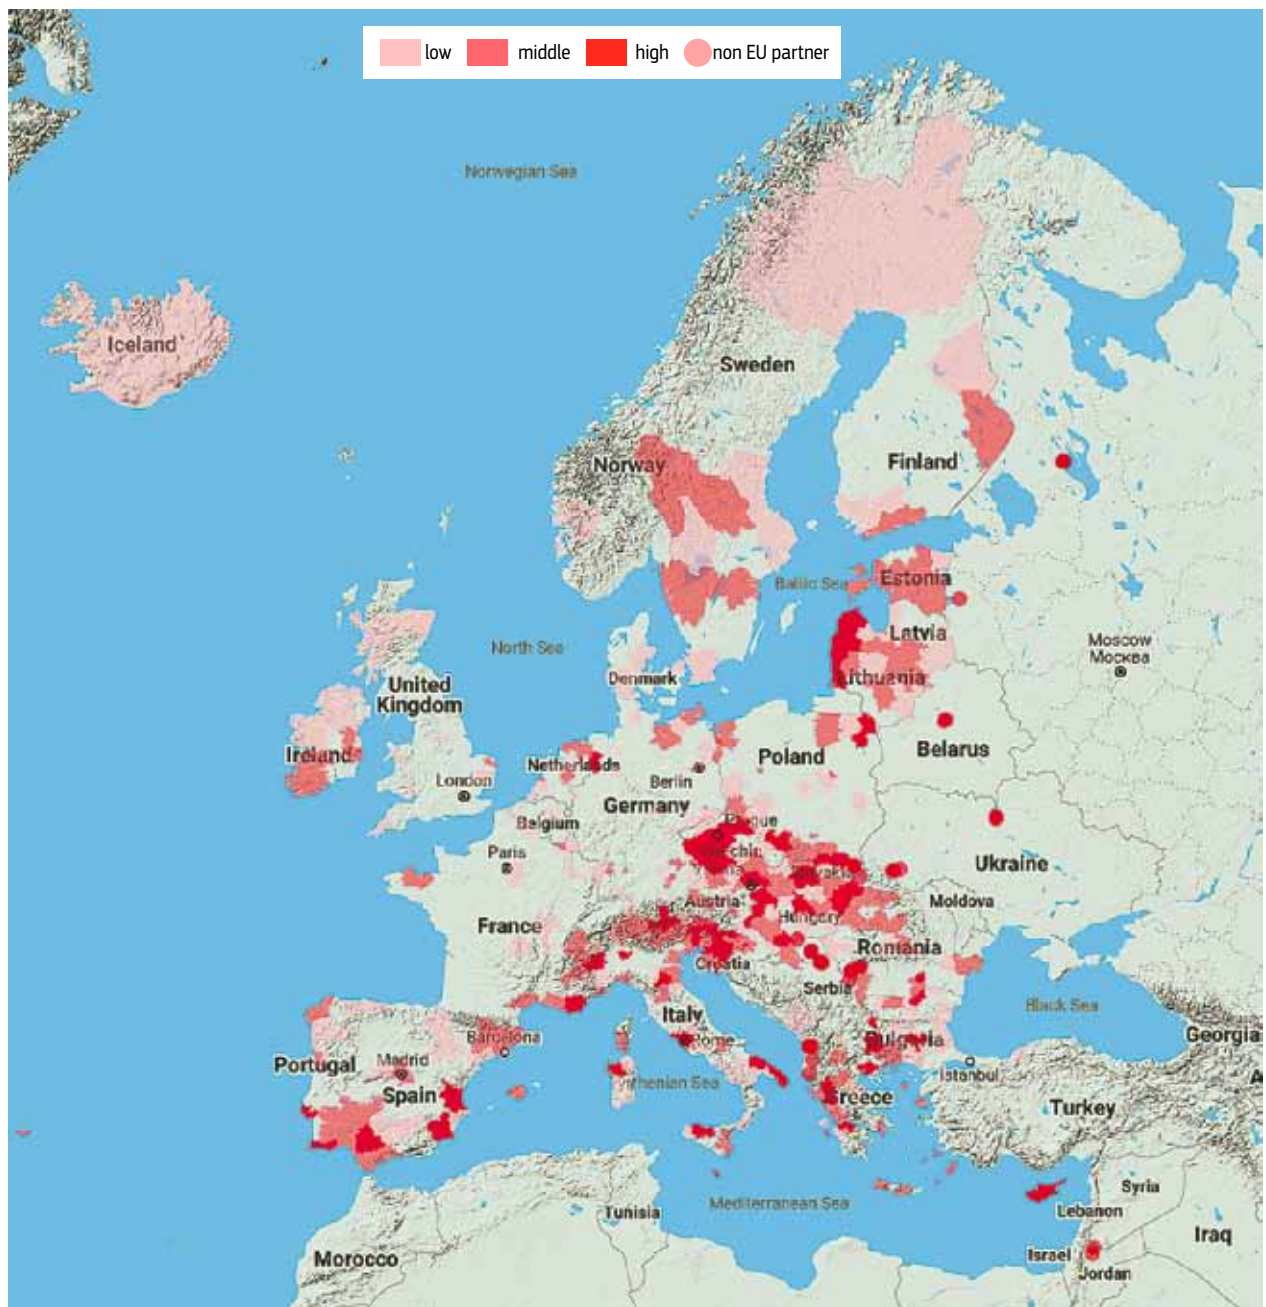 low middle high non EU partner
Norwegian Sea
Iceland
Sweden
Norway
Finland
Baltic Sea
Estonia
Latvia
Moscow
Москва
North Sea
Denmark
Lithuania
United
Kingdom
Ireland
Netherlands
Poland
Belarus
London
Berlin
Germany
Belgium
Prague
Paris
Ukraine
Austria
Moldova
Hungary
France
Romania
Croatia
Serbia
Black Sea
Italy
Barcelona
Rome
Bulgaria
Georgia
Portugal
Madrid
Istanbul
A
Spain
Greece
Turkey
Mediterranean Sea
Syria
Tunisia
Lebanon
Iraq
Morocco
Israel
Jordan